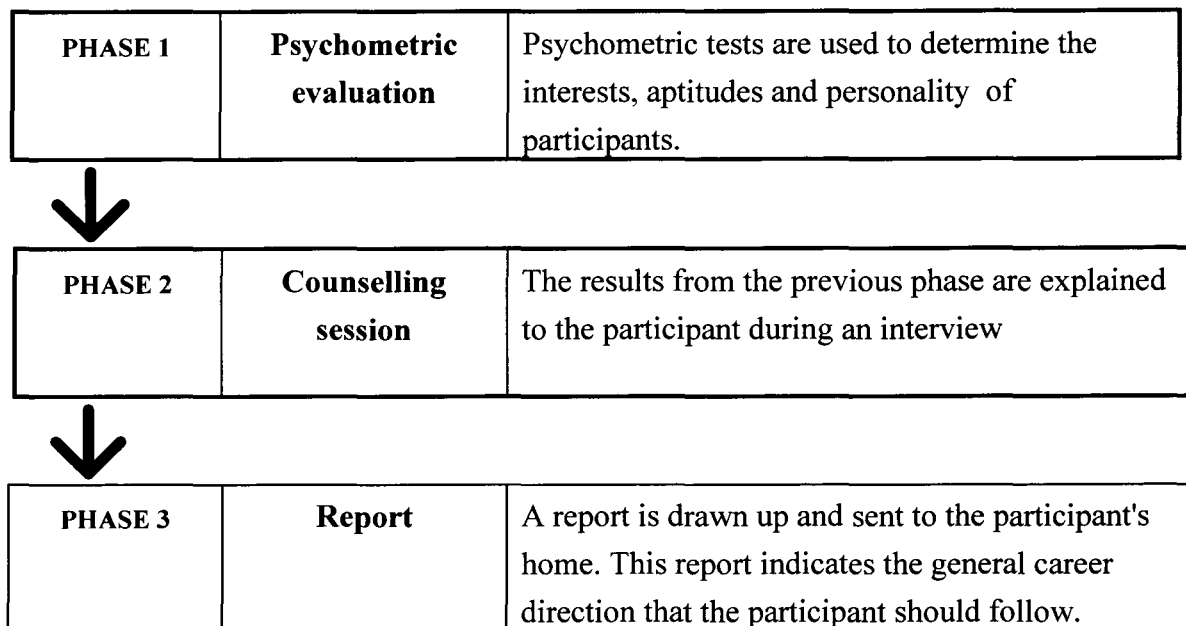 PHASE 1
Psychometric
evaluation
Psychometric tests are used to determine the
interests, aptitudes and personality of
participants.
PHASE 2
Counselling
session
The results from the previous phase are explained
to the participant during an interview
PHASE 3
Report
A report is drawn up and sent to the participant's
home. This report indicates the general career
direction that the participant should follow.